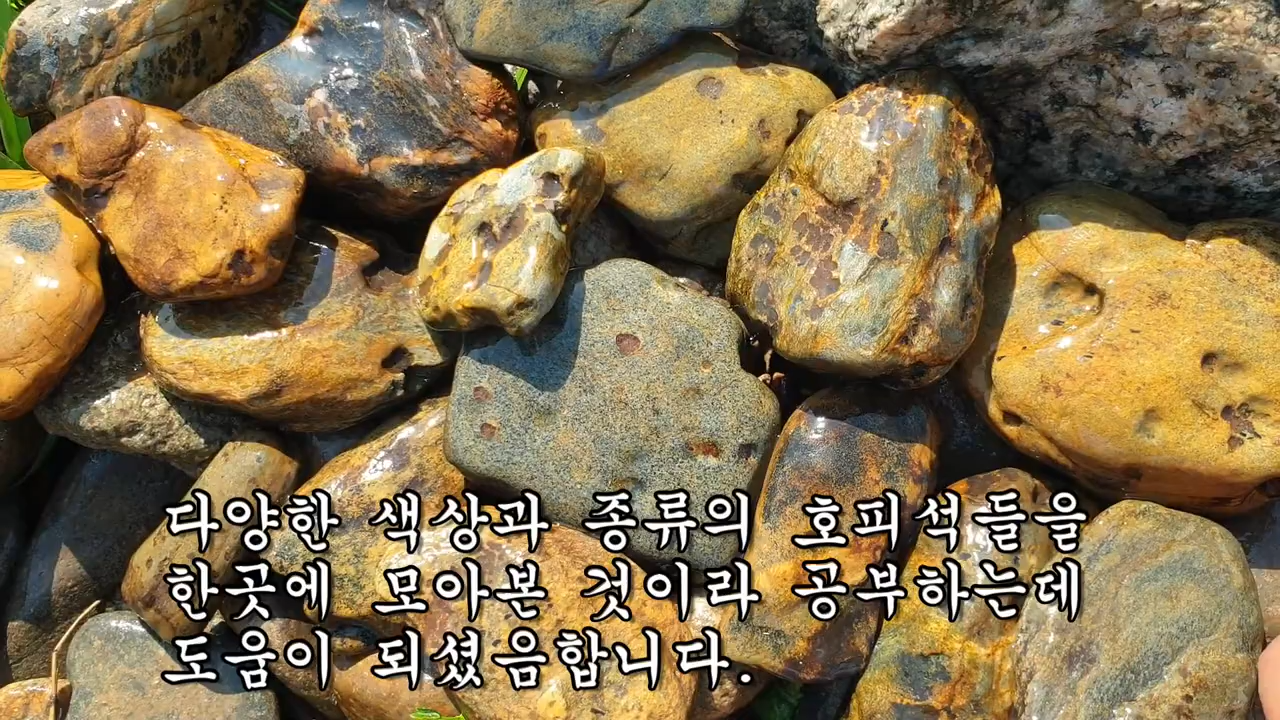 다양한 색상과 종류의 호피석들을
한곳에 모아본 것이라 공부하는데
도움이 되셨음합니다.